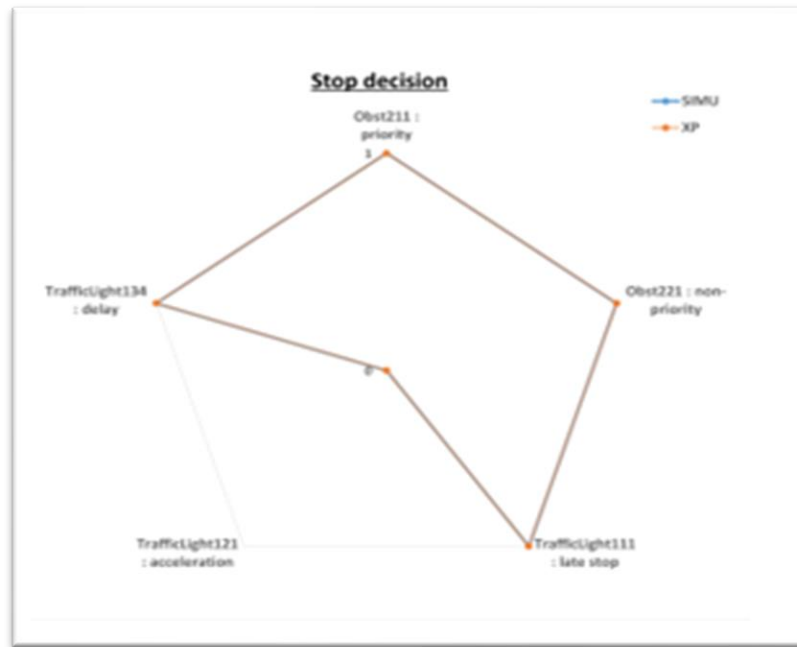 Stop decision
SIMU
XP
Obst211 :
priority
1
TrafficLight134
: delay
Obst221 : non-
priority
0
TrafficLight121
: acceleration
TrafficLight111
: late stop